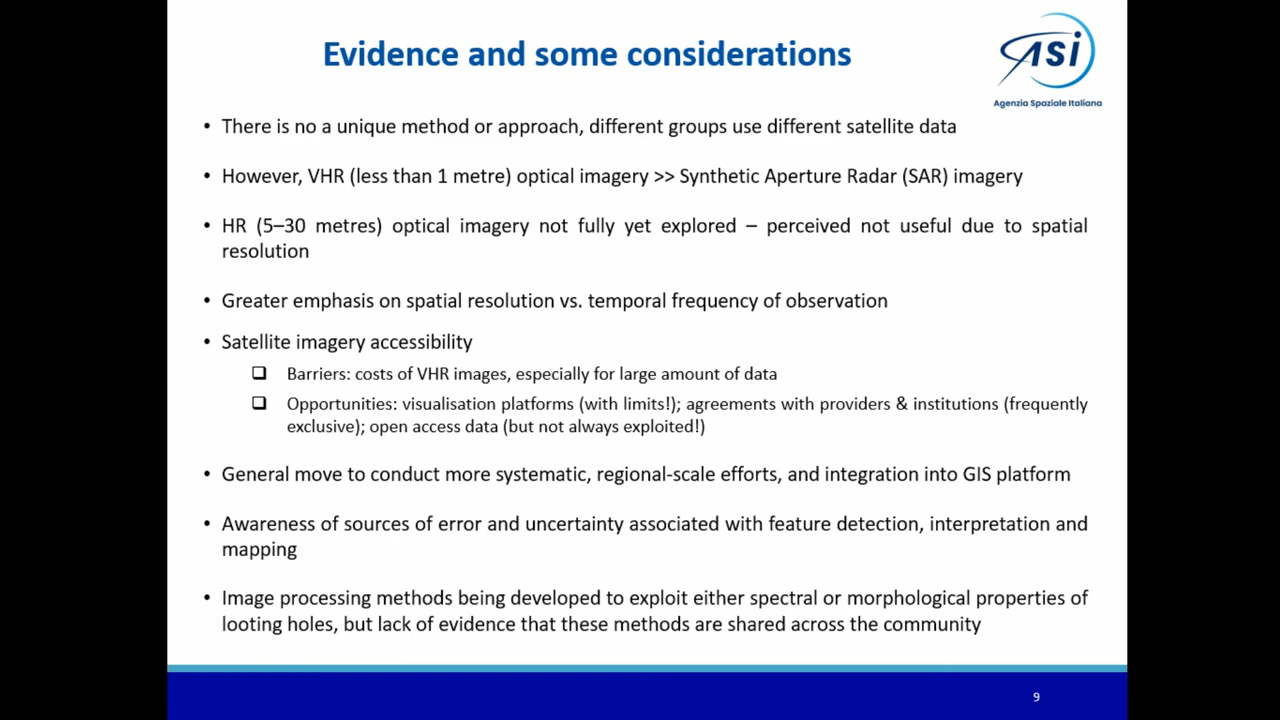 Evidence and some considerations
ASI
Agenzia Spaziale Italiana
• There is no a unique method or approach, different groups use different satellite data
• However, VHR (less than 1 metre) optical imagery >> Synthetic Aperture Radar (SAR) imagery
• HR (5–30 metres) optical imagery not fully yet explored – perceived not useful due to spatial
resolution
• Greater emphasis on spatial resolution vs. temporal frequency of observation
• Satellite imagery accessibility
❑ Barriers: costs of VHR images, especially for large amount of data
❑ Opportunities: visualisation platforms (with limits!); agreements with providers & institutions (frequently
exclusive); open access data (but not always exploited!)
• General move to conduct more systematic, regional-scale efforts, and integration into GIS platform
• Awareness of sources of error and uncertainty associated with feature detection, interpretation and
mapping
• Image processing methods being developed to exploit either spectral or morphological properties of
looting holes, but lack of evidence that these methods are shared across the community
9